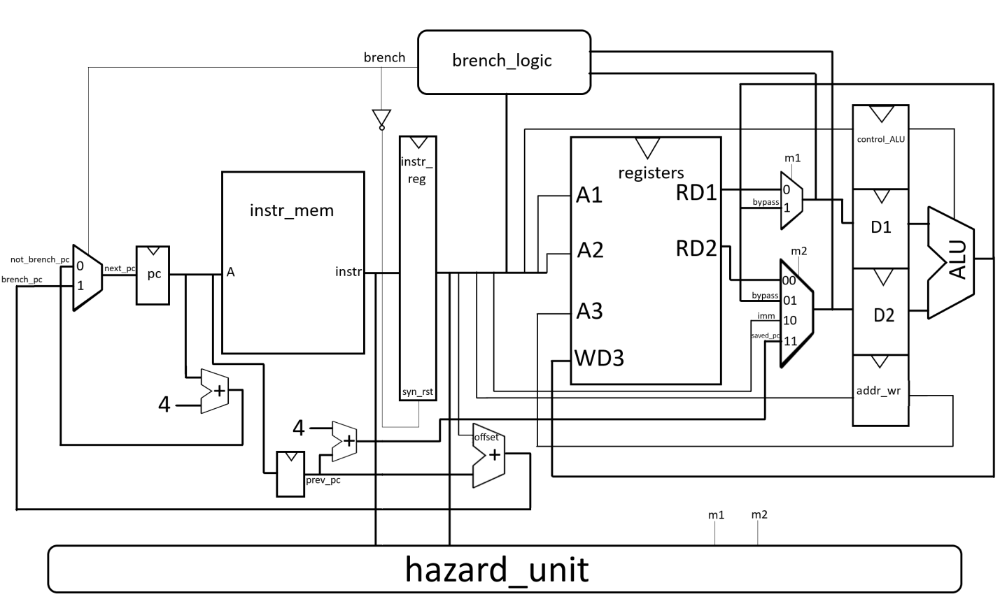 brench
brench_logic
control_ALU
instr_
reg
registers
m1
A1
RD1
0
bypass
1
D1
instr_mem
A2
RD2
m2
ALU
not_brench_pc
0
next_pc
pc
A
instr
brench_pc
1
00
bypass
01
A3
imm
10
D2
saved_pc
11
WD3
syn_rst
addr_wr
+
4
4
+
offset
+
prev_pc
m1
m2
hazard_unit